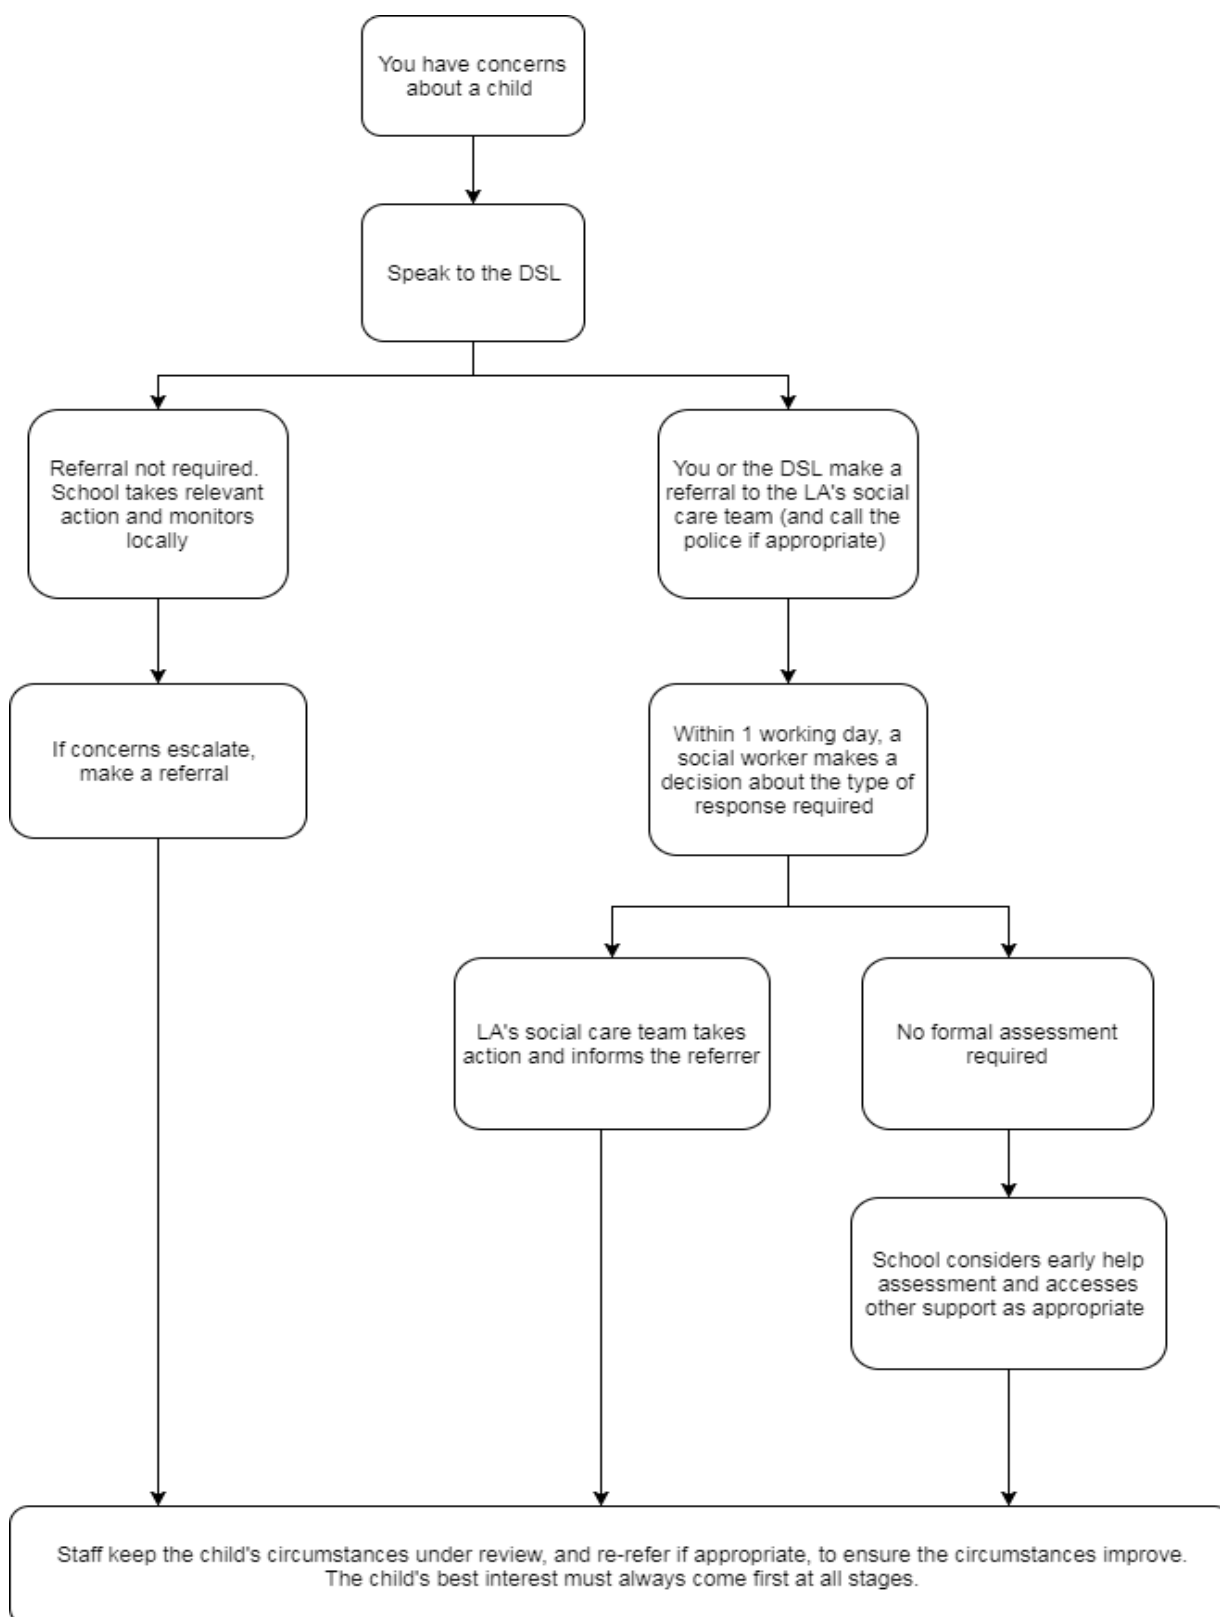 You have concerns
about a child
Speak to the DSL
Referral not required.
School takes relevant
action and monitors
locally
You or the DSL make a
referral to the LA's social
care team (and call the
police if appropriate)
If concerns escalate,
make a referral
Within 1 working day, a
social worker makes a
decision about the type of
response required
LA's social care team takes
action and informs the referrer
No formal assessment
required
School considers early help
assessment and accesses
other support as appropriate
Staff keep the child's circumstances under review, and re-refer if appropriate, to ensure the circumstances improve.
The child's best interest must always come first at all stages.